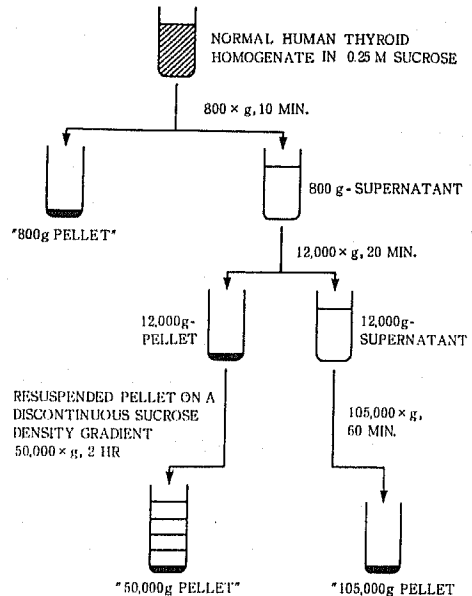 NORMAL HUMAN THYROID
HOMOGENATE IN 0.25 M SUCROSE
800 × g, 10 MIN.
"800g PELLET"
800 g-SUPERNATANT
12,000 × g, 20 MIN.
12,000g-
PELLET
12,000g-
SUPERNATANT
RESUSPENDED PELLET ON A
DISCONTINUOUS SUCROSE
DENSITY GRADIENT
50,000 × g, 2 HR
105,000 × g,
60 MIN.
"50,000g PELLET"
"105,000g PELLET